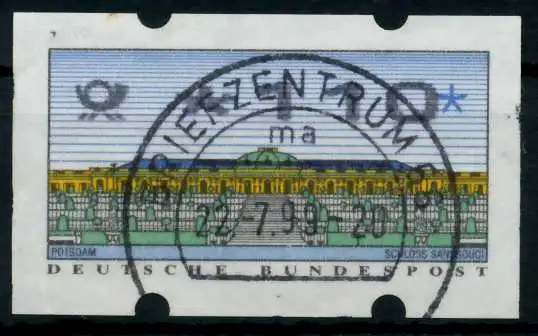 BRIEFZENTRUM
ma
22.-7.99-20
POTSDAM
SCHLOSS SANSSOUCI
DEUTSCHE BUNDESPOST